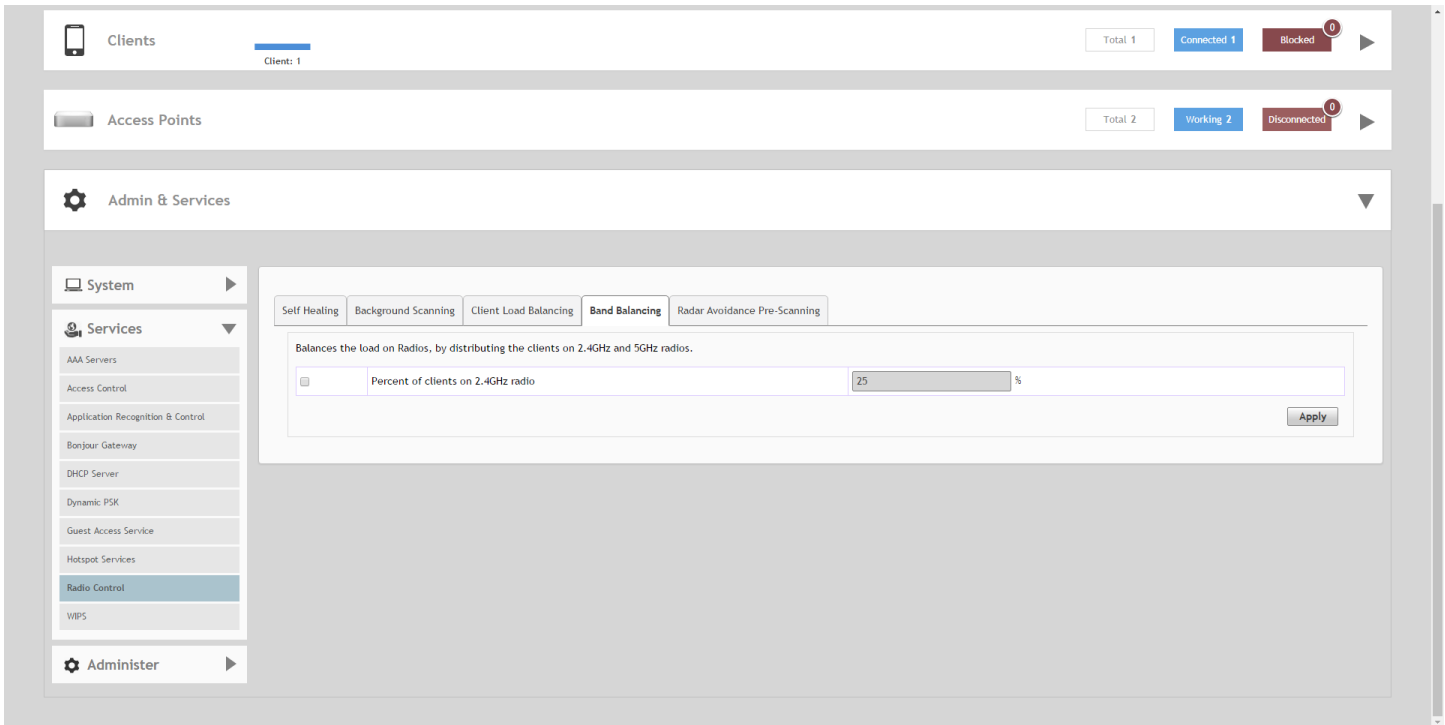 Clients
Client: 1
Total 1
Connected 1
Blocked
0
Access Points
Total 2
Working 2
Disconnected
0
Admin & Services
System
Services
AAA Servers
Access Control
Application Recognition & Control
Bonjour Gateway
DHCP Server
Dynamic PSK
Guest Access Service
Hotspot Services
Radio Control
WIPS
Administer
Self Healing
Background Scanning
Client Load Balancing
Band Balancing
Radar Avoidance Pre-Scanning
Balances the load on Radios, by distributing the clients on 2.4GHz and 5GHz radios.
Percent of clients on 2.4GHz radio
25
%
Apply